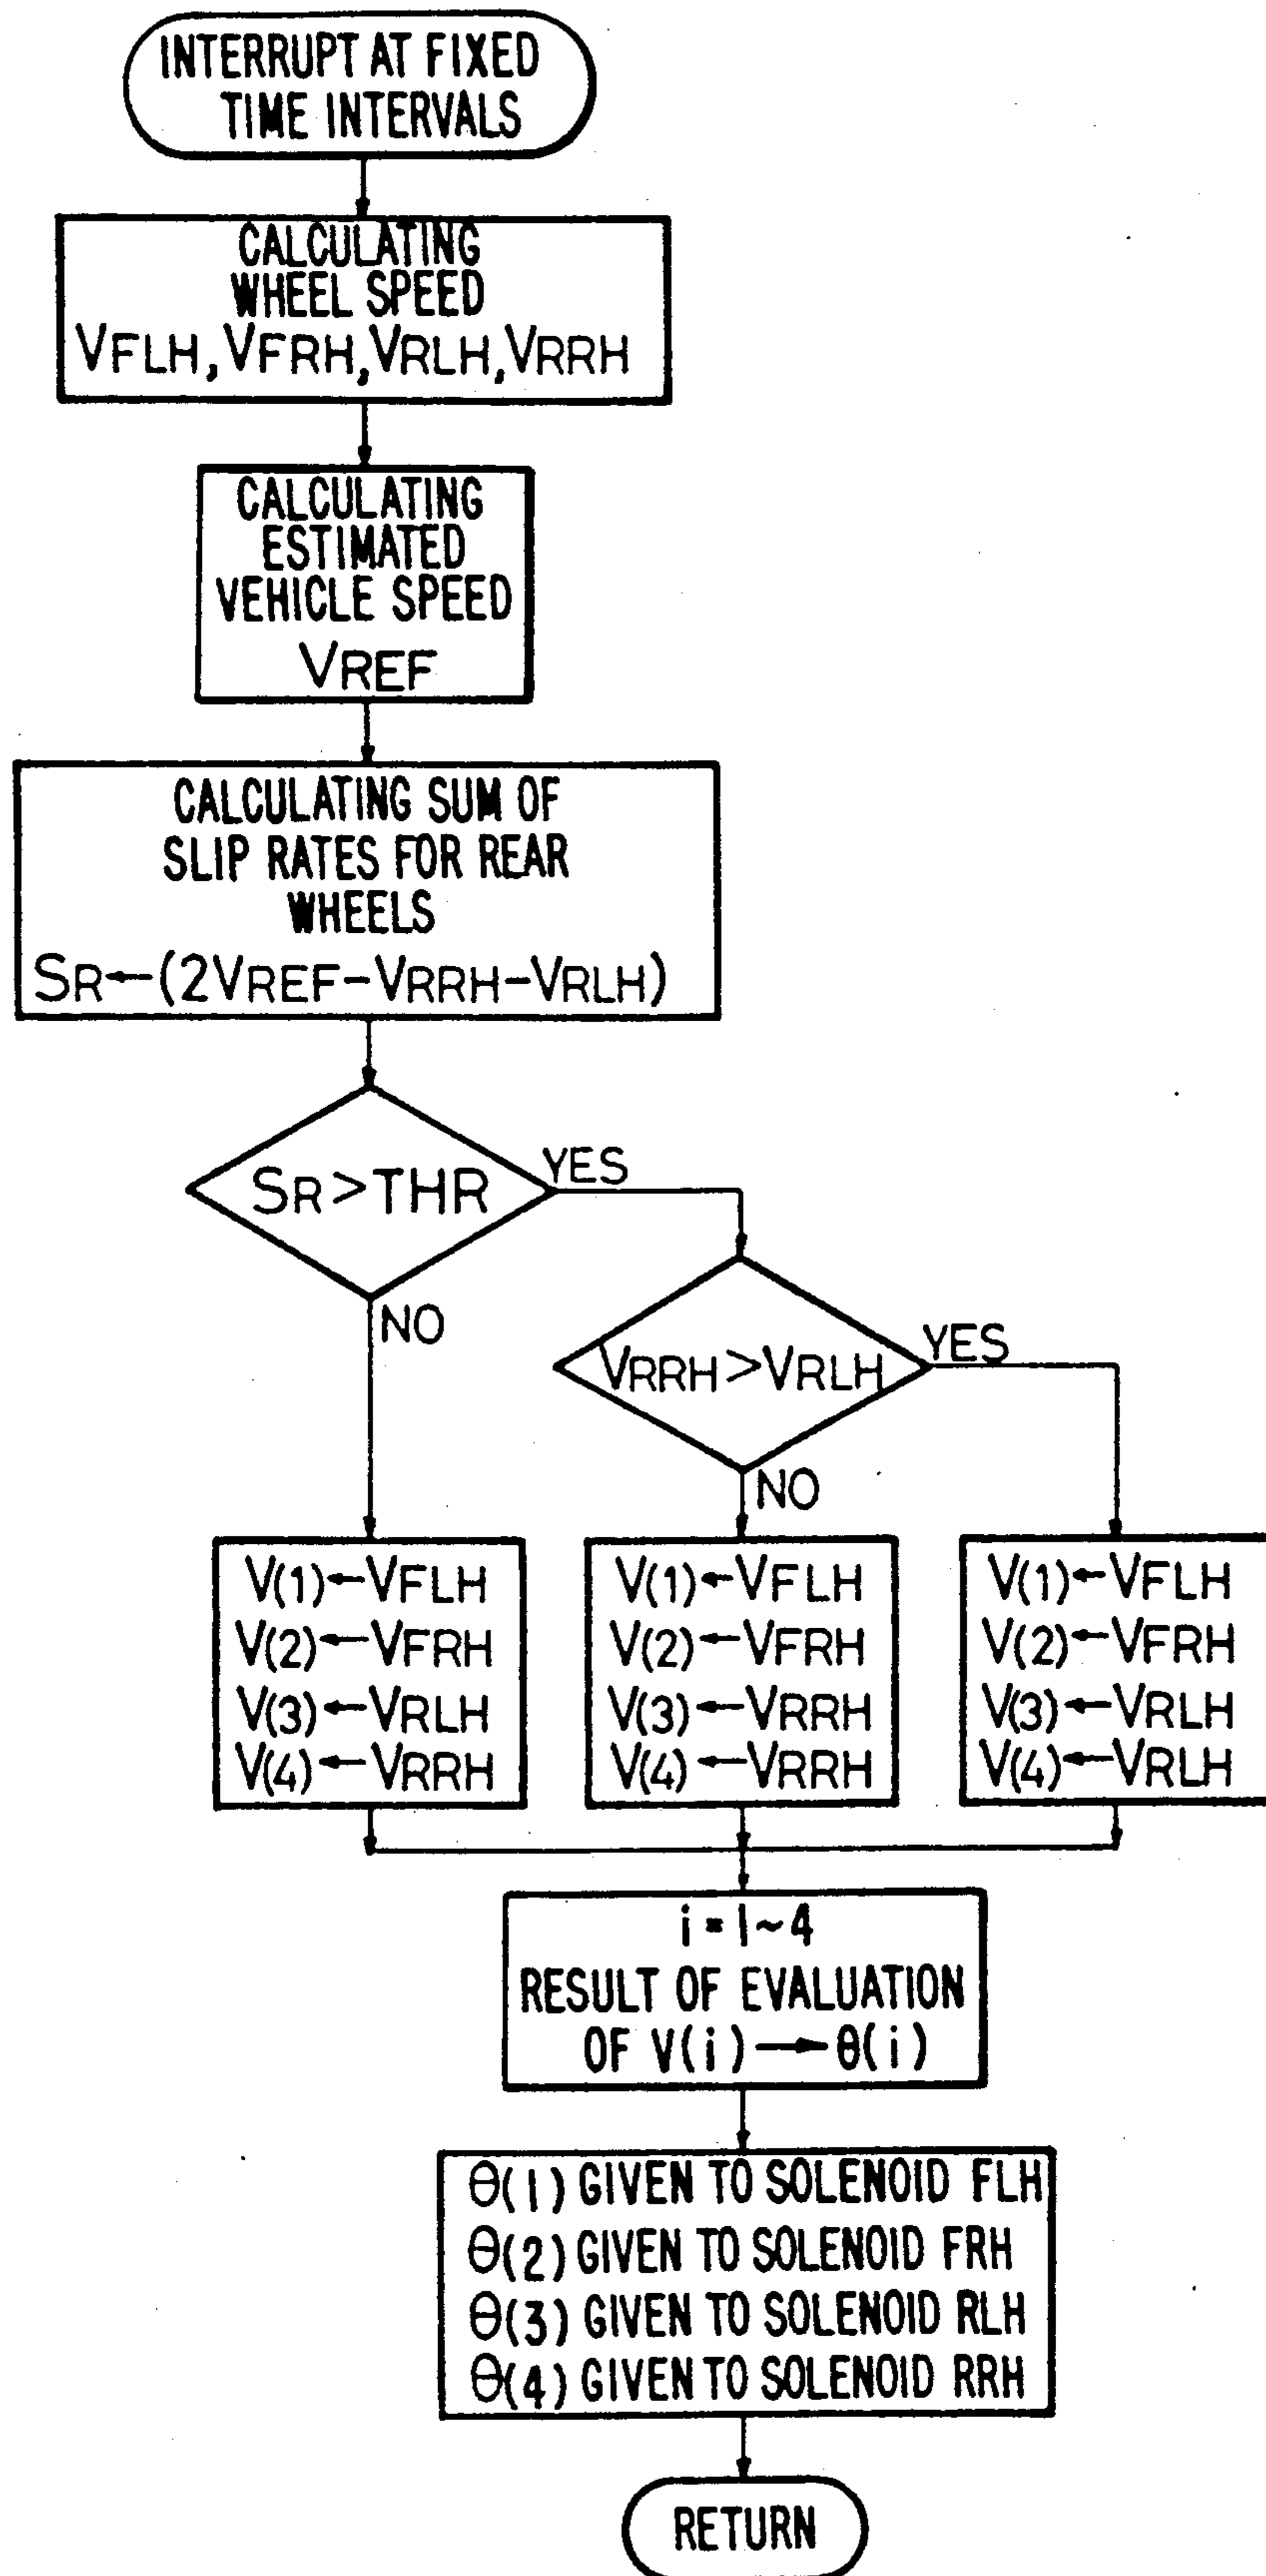 INTERRUPT AT FIXED
TIME INTERVALS
CALCULATING
WHEEL SPEED
VFLH, VFRH, VRLH, VRRH
CALCULATING
ESTIMATED
VEHICLE SPEED
VREF
CALCULATING SUM OF
SLIP RATES FOR REAR
WHEELS
SR←(2VREF-VRRH-VRLH)
SR>THR
YES
NO
VRRH>VRLH
YES
NO
V(1)←VFLH
V(2)←VFRH
V(3)←VRLH
V(4)←VRRH
V(1)←VFLH
V(2)←VFRH
V(3)←VRRH
V(4)←VRRH
V(1)←VFLH
V(2)←VFRH
V(3)←VRLH
V(4)←VRLH
i = 1~4
RESULT OF EVALUATION
OF V(i)→θ(i)
θ(1) GIVEN TO SOLENOID FLH
θ(2) GIVEN TO SOLENOID FRH
θ(3) GIVEN TO SOLENOID RLH
θ(4) GIVEN TO SOLENOID RRH
RETURN